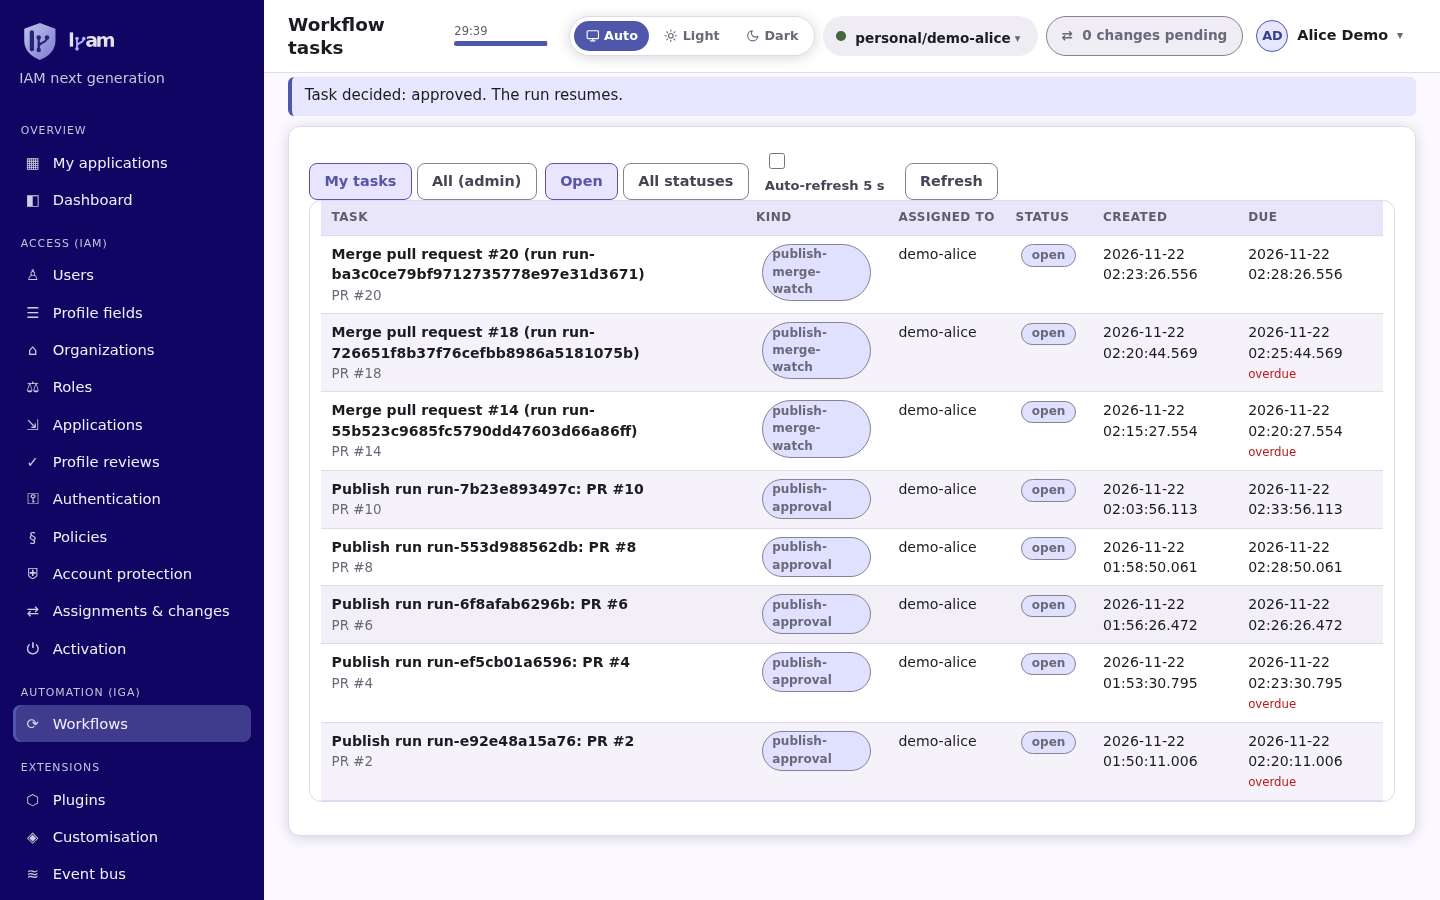 lyam
IAM next generation
OVERVIEW
My applications
Dashboard
ACCESS (IAM)
Users
Profile fields
Organizations
Roles
Applications
Profile reviews
Authentication
Policies
Account protection
Assignments & changes
Activation
AUTOMATION (IGA)
Workflows
EXTENSIONS
Plugins
Customisation
Event bus
Workflow tasks
29:39
Auto
Light
Dark
personal/demo-alice
0 changes pending
AD
Alice Demo
Task decided: approved. The run resumes.
My tasks
All (admin)
Open
All statuses
Auto-refresh 5 s
Refresh
TASK KIND ASSIGNED TO STATUS CREATED DUE
Merge pull request #20 (run run-
ba3c0ce79bf9712735778e97e31d3671)
PR #20
publish-
merge-
watch
demo-alice
open
2026-11-22
02:23:26.556
2026-11-22
02:28:26.556
Merge pull request #18 (run run-
726651f8b37f76cefbb8986a5181075b)
PR #18
publish-
merge-
watch
demo-alice
open
2026-11-22
02:20:44.569
2026-11-22
02:25:44.569
overdue
Merge pull request #14 (run run-
55b523c9685fc5790dd47603d66a86ff)
PR #14
publish-
merge-
watch
demo-alice
open
2026-11-22
02:15:27.554
2026-11-22
02:20:27.554
overdue
Publish run run-7b23e893497c: PR #10
PR #10
publish-
approval
demo-alice
open
2026-11-22
02:03:56.113
2026-11-22
02:33:56.113
Publish run run-553d988562db: PR #8
PR #8
publish-
approval
demo-alice
open
2026-11-22
01:58:50.061
2026-11-22
02:28:50.061
Publish run run-6f8afab6296b: PR #6
PR #6
publish-
approval
demo-alice
open
2026-11-22
01:56:26.472
2026-11-22
02:26:26.472
Publish run run-ef5cb01a6596: PR #4
PR #4
publish-
approval
demo-alice
open
2026-11-22
01:53:30.795
2026-11-22
02:23:30.795
overdue
Publish run run-e92e48a15a76: PR #2
PR #2
publish-
approval
demo-alice
open
2026-11-22
01:50:11.006
2026-11-22
02:20:11.006
overdue